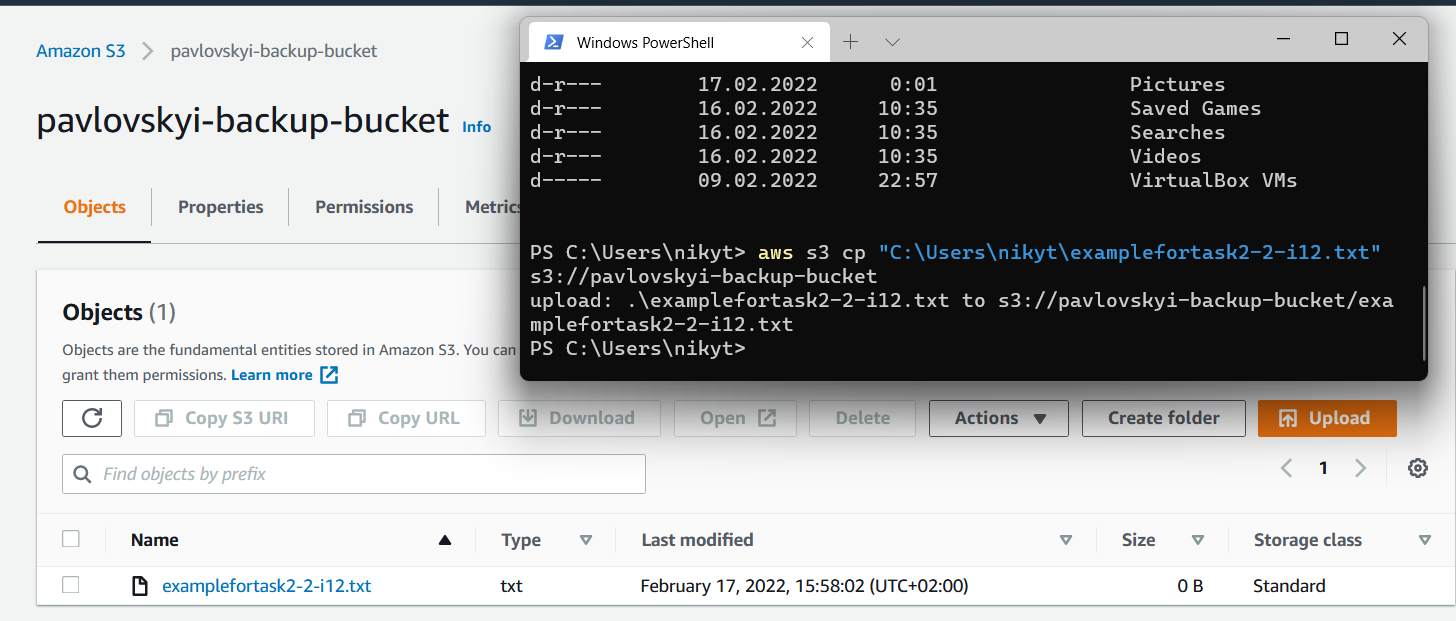 Amazon S3 > pavlovskyi-backup-bucket
pavlovskyi-backup-bucket Info
Objects Properties Permissions Metrics
Objects (1)
Objects are the fundamental entities stored in Amazon S3. You can
grant them permissions. Learn more
Copy S3 URI Copy URL Download Open Delete Actions Create folder Upload
Find objects by prefix
1
Name Type Last modified Size Storage class
examplefortask2-2-i12.txt txt February 17, 2022, 15:58:02 (UTC+02:00) 0 B Standard
Windows PowerShell
d-r--- 17.02.2022 0:01 Pictures
d-r--- 16.02.2022 10:35 Saved Games
d-r--- 16.02.2022 10:35 Searches
d-r--- 16.02.2022 10:35 Videos
d----- 09.02.2022 22:57 VirtualBox VMs
PS C:\Users\nikyt> aws s3 cp "C:\Users\nikyt\examplefortask2-2-i12.txt"
s3://pavlovskyi-backup-bucket
upload: .\examplefortask2-2-i12.txt to s3://pavlovskyi-backup-bucket/exa
mplefortask2-2-i12.txt
PS C:\Users\nikyt>